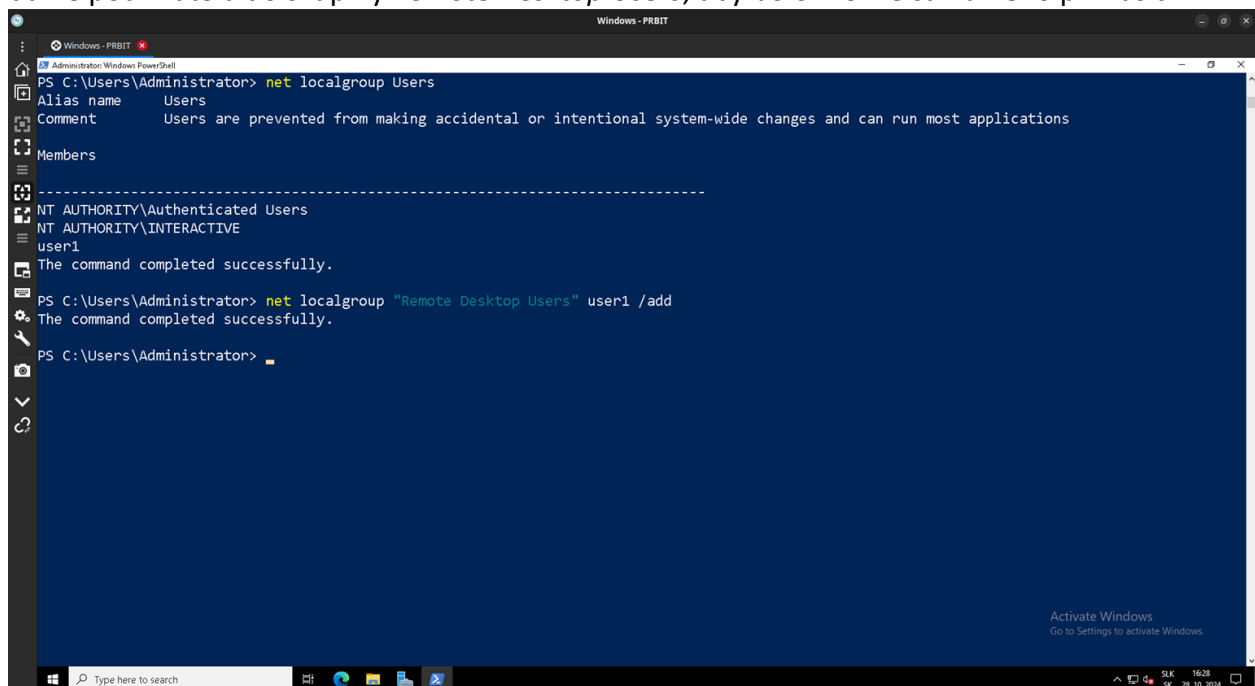 Windows - PRBIT
Windows - PRBIT
Administrator: Windows PowerShell
PS C:\Users\Administrator> net localgroup Users
Alias name     Users
Comment        Users are prevented from making accidental or intentional system-wide changes and can run most applications
Members
-------------------------------------------------------------------------------
NT AUTHORITY\Authenticated Users
NT AUTHORITY\INTERACTIVE
user1
The command completed successfully.
PS C:\Users\Administrator> net localgroup "Remote Desktop Users" user1 /add
The command completed successfully.
PS C:\Users\Administrator>
Activate Windows
Go to Settings to activate Windows.
Type here to search
SLK 16:28
SK 28. 10. 2024